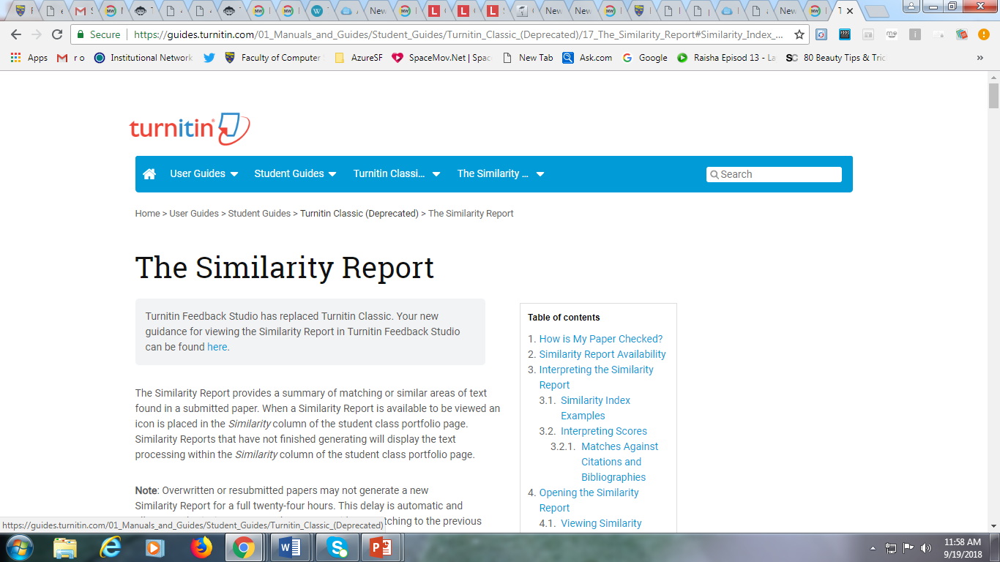 Secure
https://guides.turnitin.com/01_Manuals_and_Guides/Student_Guides/Turnitin_Classic_(Deprecated)/17_The_Similarity_Report#Similarity_Index_...
Apps
r o
Institutional Network
Faculty of Computer
AzureSF
SpaceMov.Net | Spac
New Tab
Ask.com
Google
Raisha Episod 13 - La
80 Beauty Tips & Tric
»
turnitin®
User Guides
Student Guides
Turnitin Classi...
The Similarity ...
Search
Home > User Guides > Student Guides > Turnitin Classic (Deprecated) > The Similarity Report
The Similarity Report
Turnitin Feedback Studio has replaced Turnitin Classic. Your new
guidance for viewing the Similarity Report in Turnitin Feedback Studio
can be found here.
The Similarity Report provides a summary of matching or similar areas of text
found in a submitted paper. When a Similarity Report is available to be viewed an
icon is placed in the Similarity column of the student class portfolio page.
Similarity Reports that have not finished generating will display the text
processing within the Similarity column of the student class portfolio page.
Note: Overwritten or resubmitted papers may not generate a new
Similarity Report for a full twenty-four hours. This delay is automatic and
tching to the previous
Table of contents
1. How is My Paper Checked?
2. Similarity Report Availability
3. Interpreting the Similarity
Report
3.1. Similarity Index
Examples
3.2. Interpreting Scores
3.2.1. Matches Against
Citations and
Bibliographies
4. Opening the Similarity
Report
4.1. Viewing Similarity
https://guides.turnitin.com/01_Manuals_and_Guides/Student_Guides/Turnitin_Classic_(Deprecated)
11:58 AM
9/19/2018